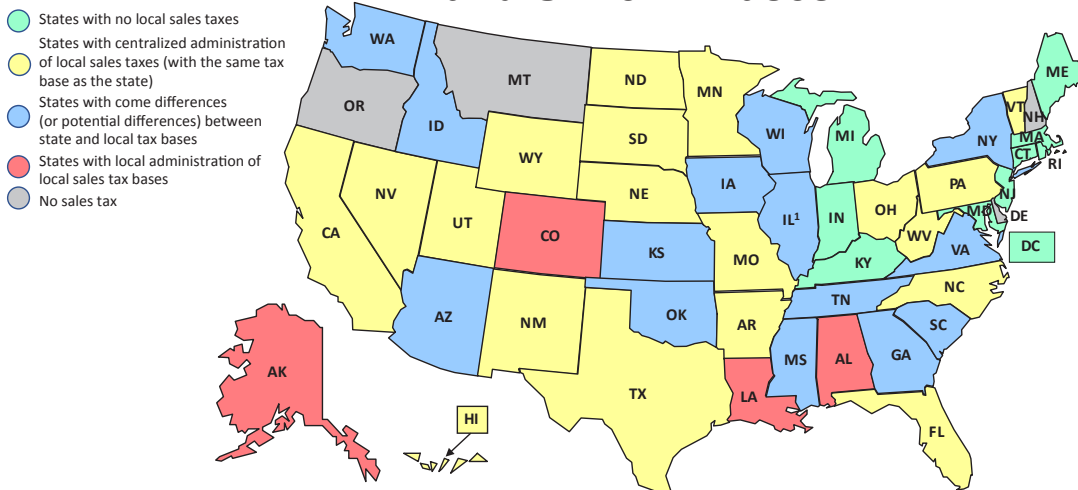 States with no local sales taxes
States with centralized administration
of local sales taxes (with the same tax
base as the state)
States with come differences
(or potential differences) between
state and local tax bases
States with local administration of
local sales tax bases
No sales tax
WA
MT
ND
MN
ME
OR
ID
SD
WI
MI
VT
NH
NY
MA
CT
RI
WY
NE
IA
PA
NJ
NV
UT
CO
KS
MO
IL¹
IN
OH
WV
MD
DE
DC
CA
KY
VA
AZ
NM
OK
AR
TN
NC
SC
TX
LA
MS
AL
GA
AK
HI
FL